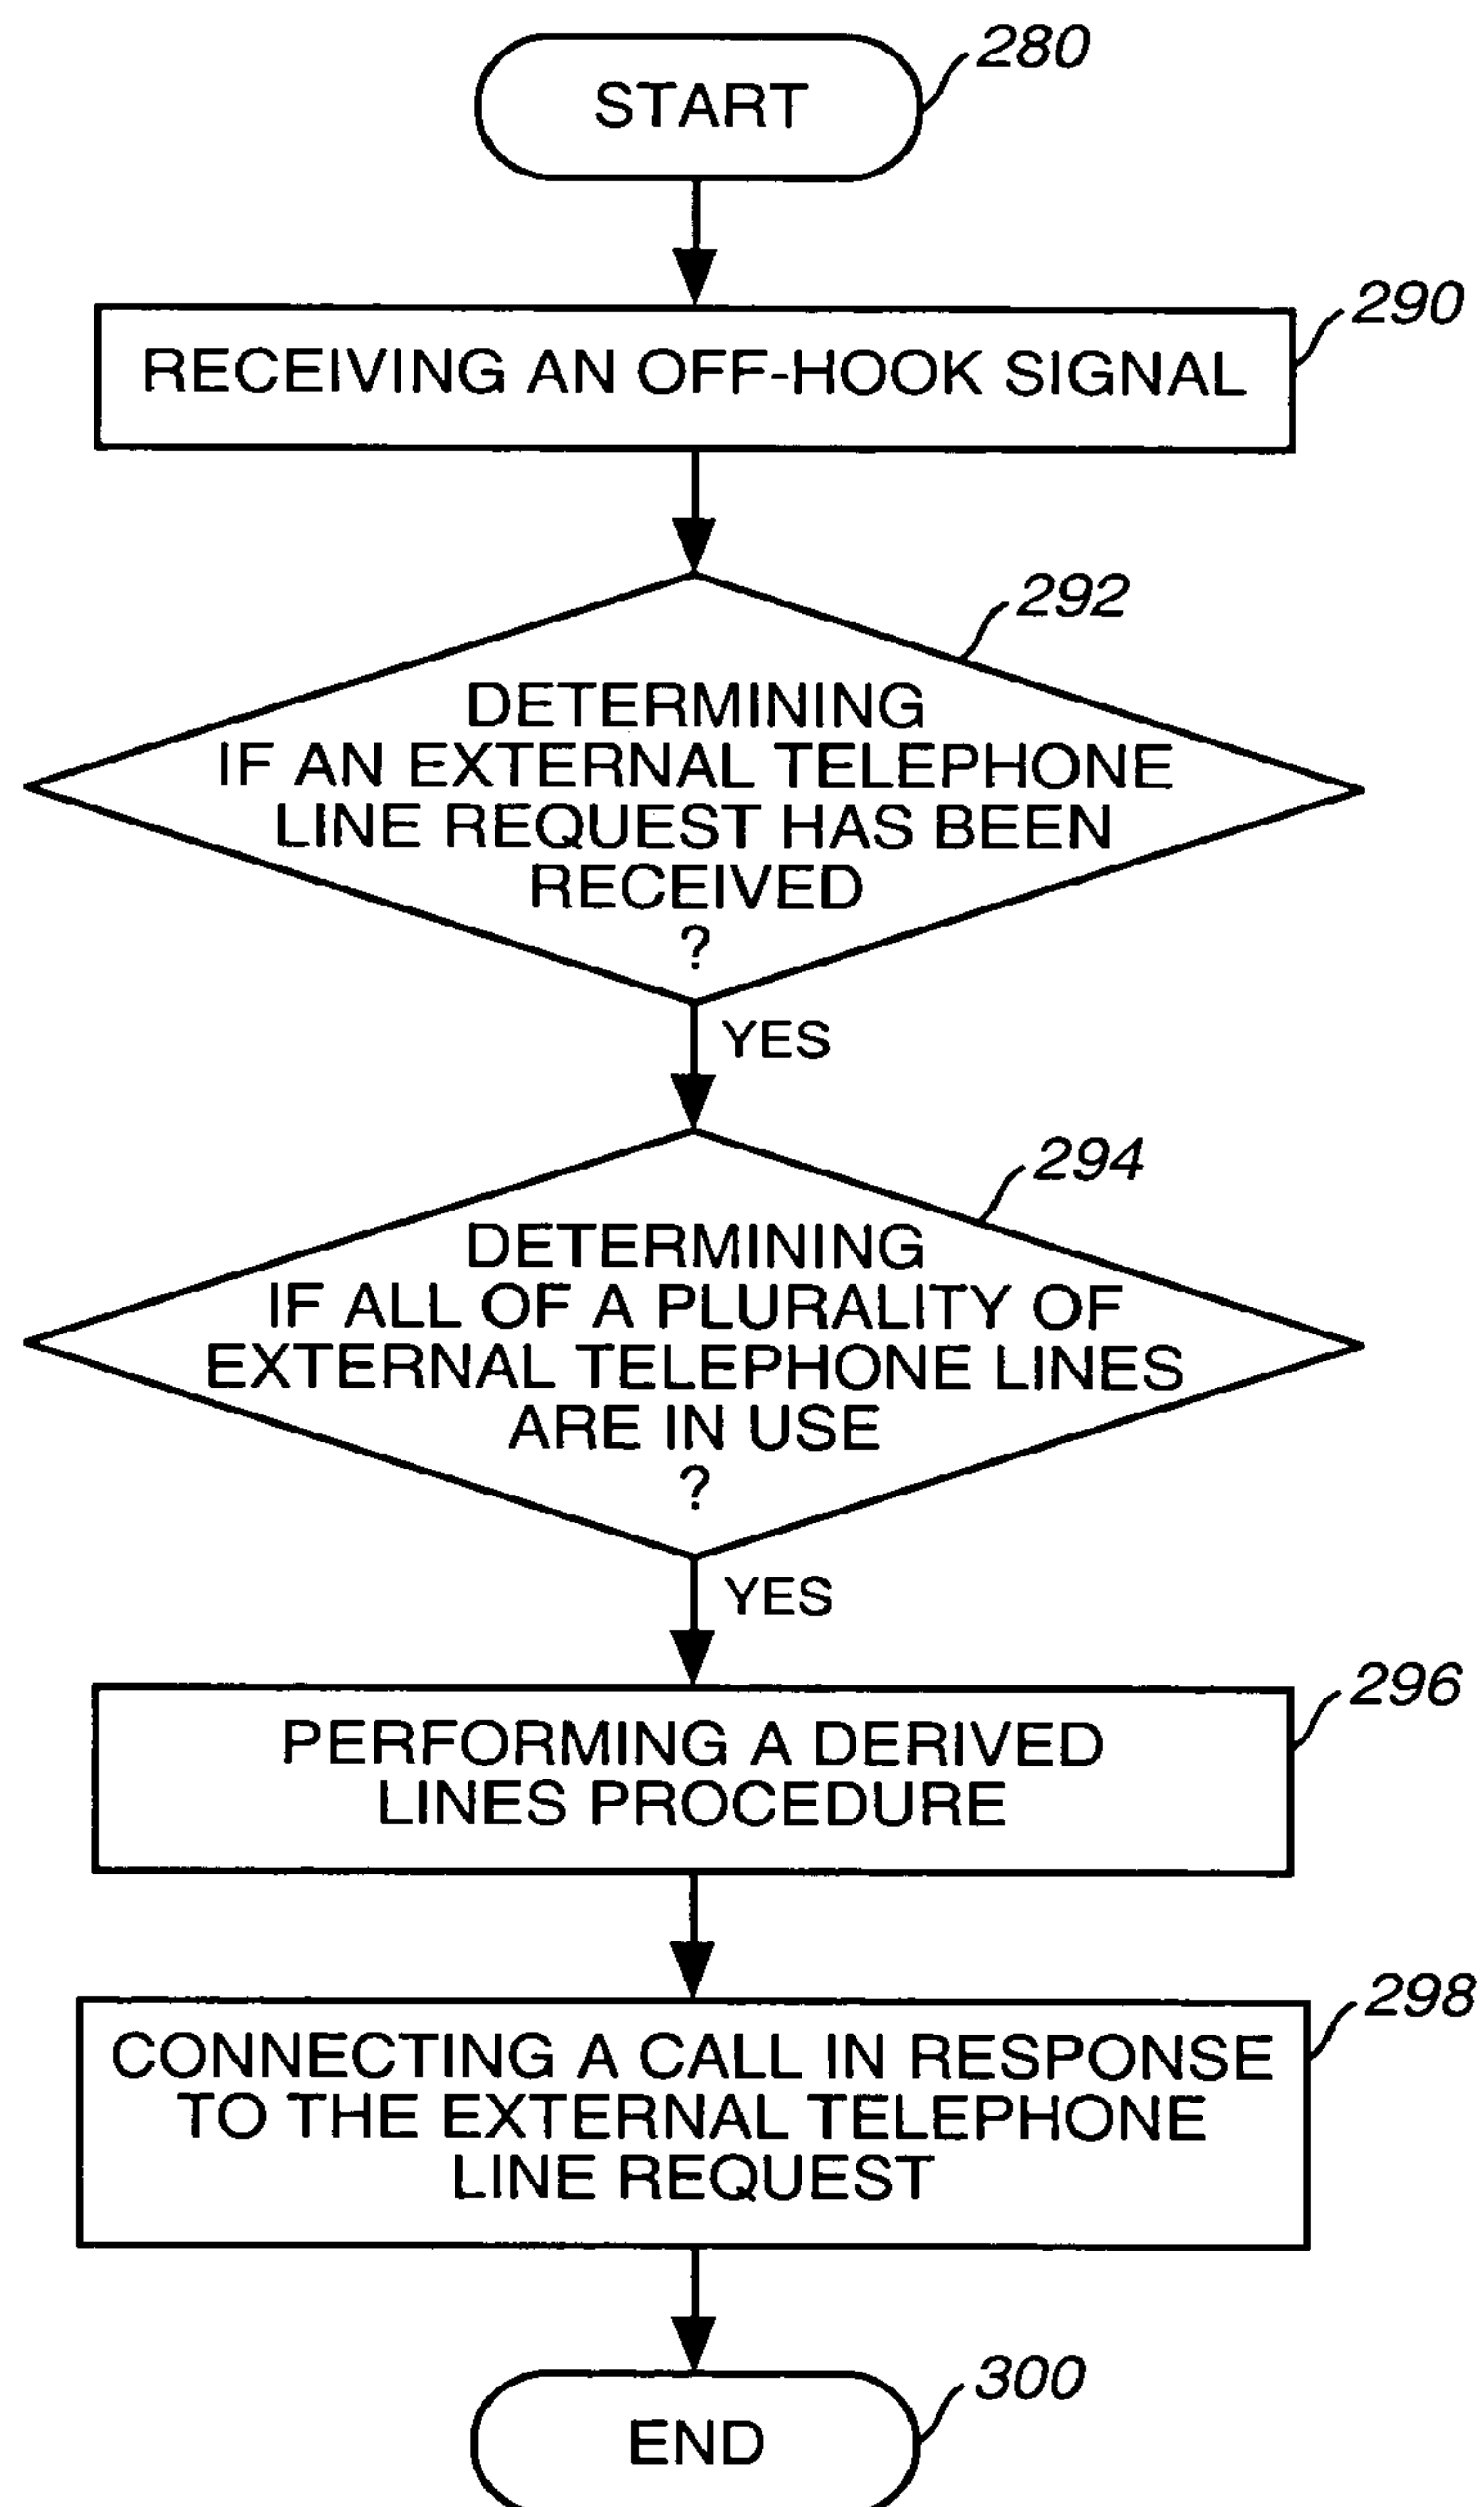 START
280
RECEIVING AN OFF-HOOK SIGNAL
290
292
DETERMINING
IF AN EXTERNAL TELEPHONE
LINE REQUEST HAS BEEN
RECEIVED
?
YES
294
DETERMINING
IF ALL OF A PLURALITY OF
EXTERNAL TELEPHONE LINES
ARE IN USE
?
YES
296
PERFORMING A DERIVED
LINES PROCEDURE
298
CONNECTING A CALL IN RESPONSE
TO THE EXTERNAL TELEPHONE
LINE REQUEST
300
END